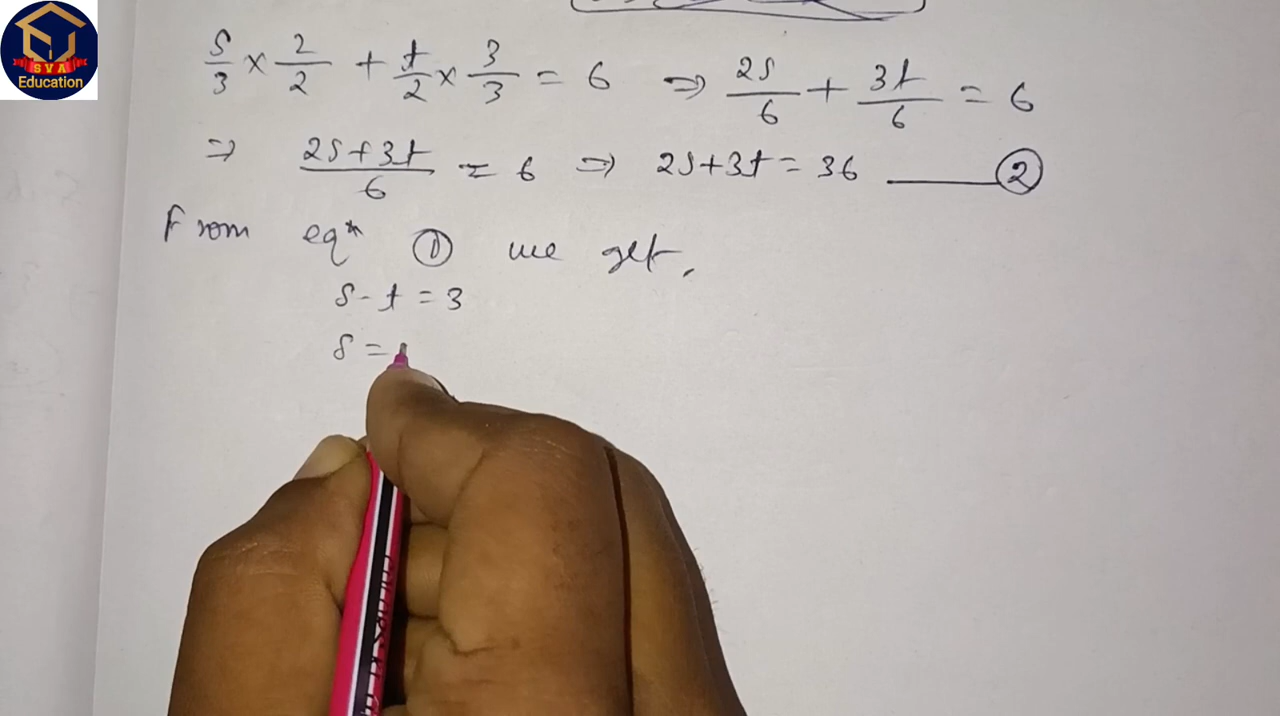 SVA
Education
s/3 × 2/2 + t/2 × 3/3 = 6 ⇒ 2s/6 + 3t/6 = 6
⇒ (2s+3t)/6 = 6 ⇒ 2s+3t = 36 —— ②
From eqⁿ ① we get,
s - t = 3
s =